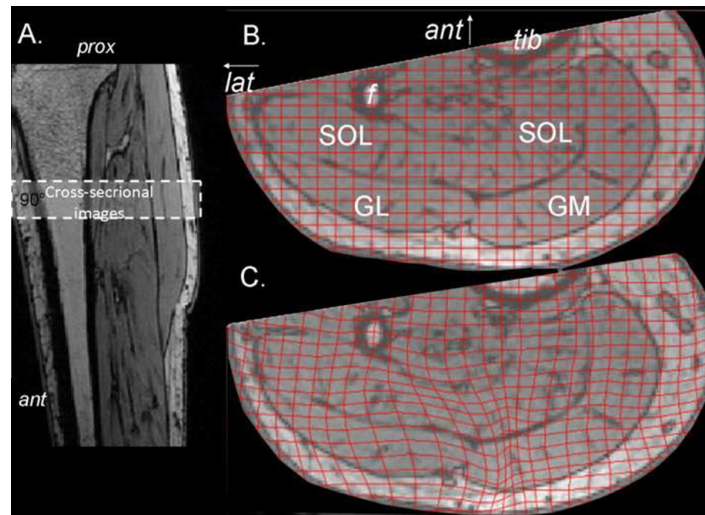 A.
prox
90°
Cross-secrional
images
ant
B.
ant
tib
lat
f
SOL
SOL
GL
GM
C.